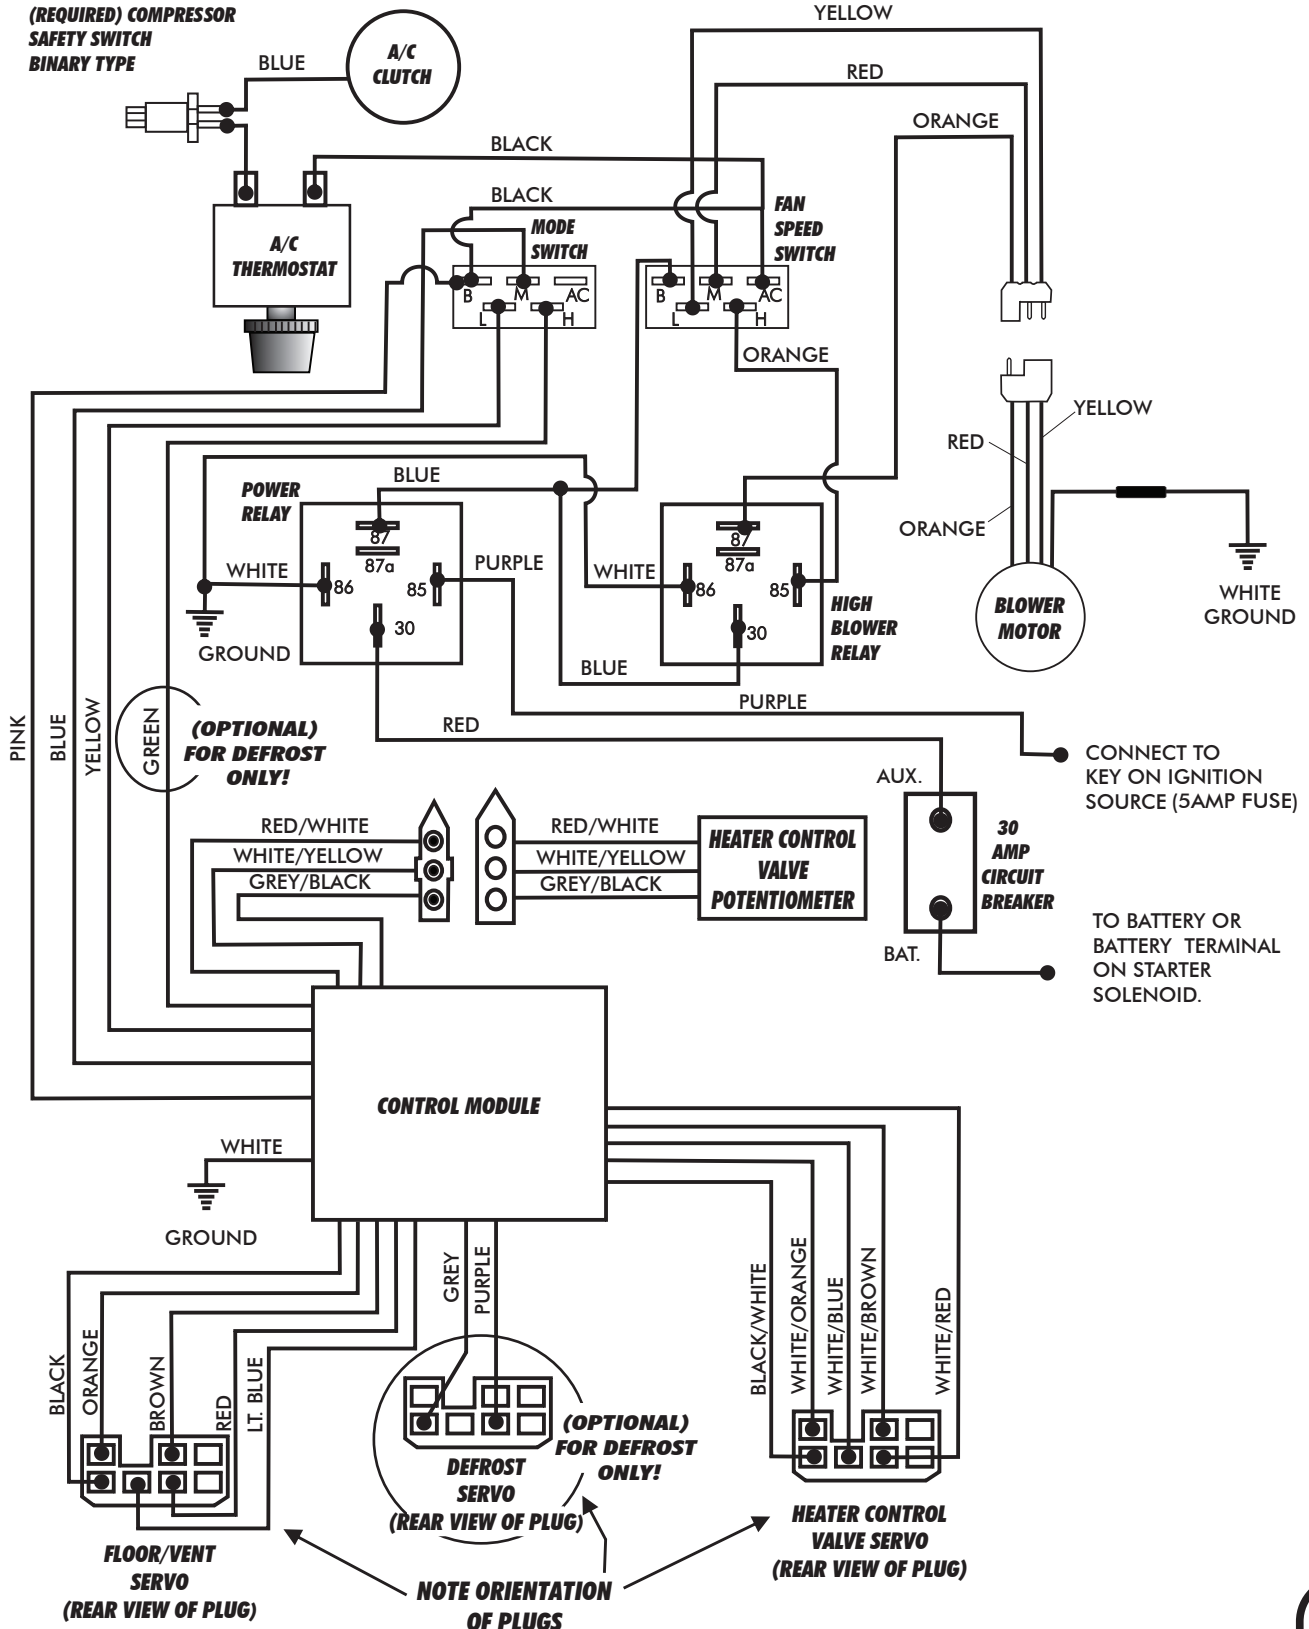 (REQUIRED) COMPRESSOR
SAFETY SWITCH
BINARY TYPE
BLUE
A/C
CLUTCH
YELLOW
RED
ORANGE
BLACK
BLACK
A/C
THERMOSTAT
MODE
SWITCH
B
M
AC
L
H
FAN
SPEED
SWITCH
B
M
AC
L
H
ORANGE
YELLOW
RED
ORANGE
BLOWER
MOTOR
WHITE
GROUND
POWER
RELAY
BLUE
87
87a
86
85
30
WHITE
PURPLE
GROUND
WHITE
87
87a
86
85
30
HIGH
BLOWER
RELAY
BLUE
PURPLE
RED
PINK
BLUE
YELLOW
GREEN
(OPTIONAL)
FOR DEFROST
ONLY!
CONNECT TO
KEY ON IGNITION
SOURCE (5AMP FUSE)
AUX.
30
AMP
CIRCUIT
BREAKER
BAT.
TO BATTERY OR
BATTERY TERMINAL
ON STARTER
SOLENOID.
RED/WHITE
WHITE/YELLOW
GREY/BLACK
RED/WHITE
WHITE/YELLOW
GREY/BLACK
HEATER CONTROL
VALVE
POTENTIOMETER
CONTROL MODULE
WHITE
GROUND
BLACK
ORANGE
BROWN
RED
LT. BLUE
GREY
PURPLE
BLACK/WHITE
WHITE/ORANGE
WHITE/BLUE
WHITE/BROWN
WHITE/RED
FLOOR/VENT
SERVO
(REAR VIEW OF PLUG)
DEFROST
SERVO
(REAR VIEW OF PLUG)
(OPTIONAL)
FOR DEFROST
ONLY!
HEATER CONTROL
VALVE SERVO
(REAR VIEW OF PLUG)
NOTE ORIENTATION
OF PLUGS